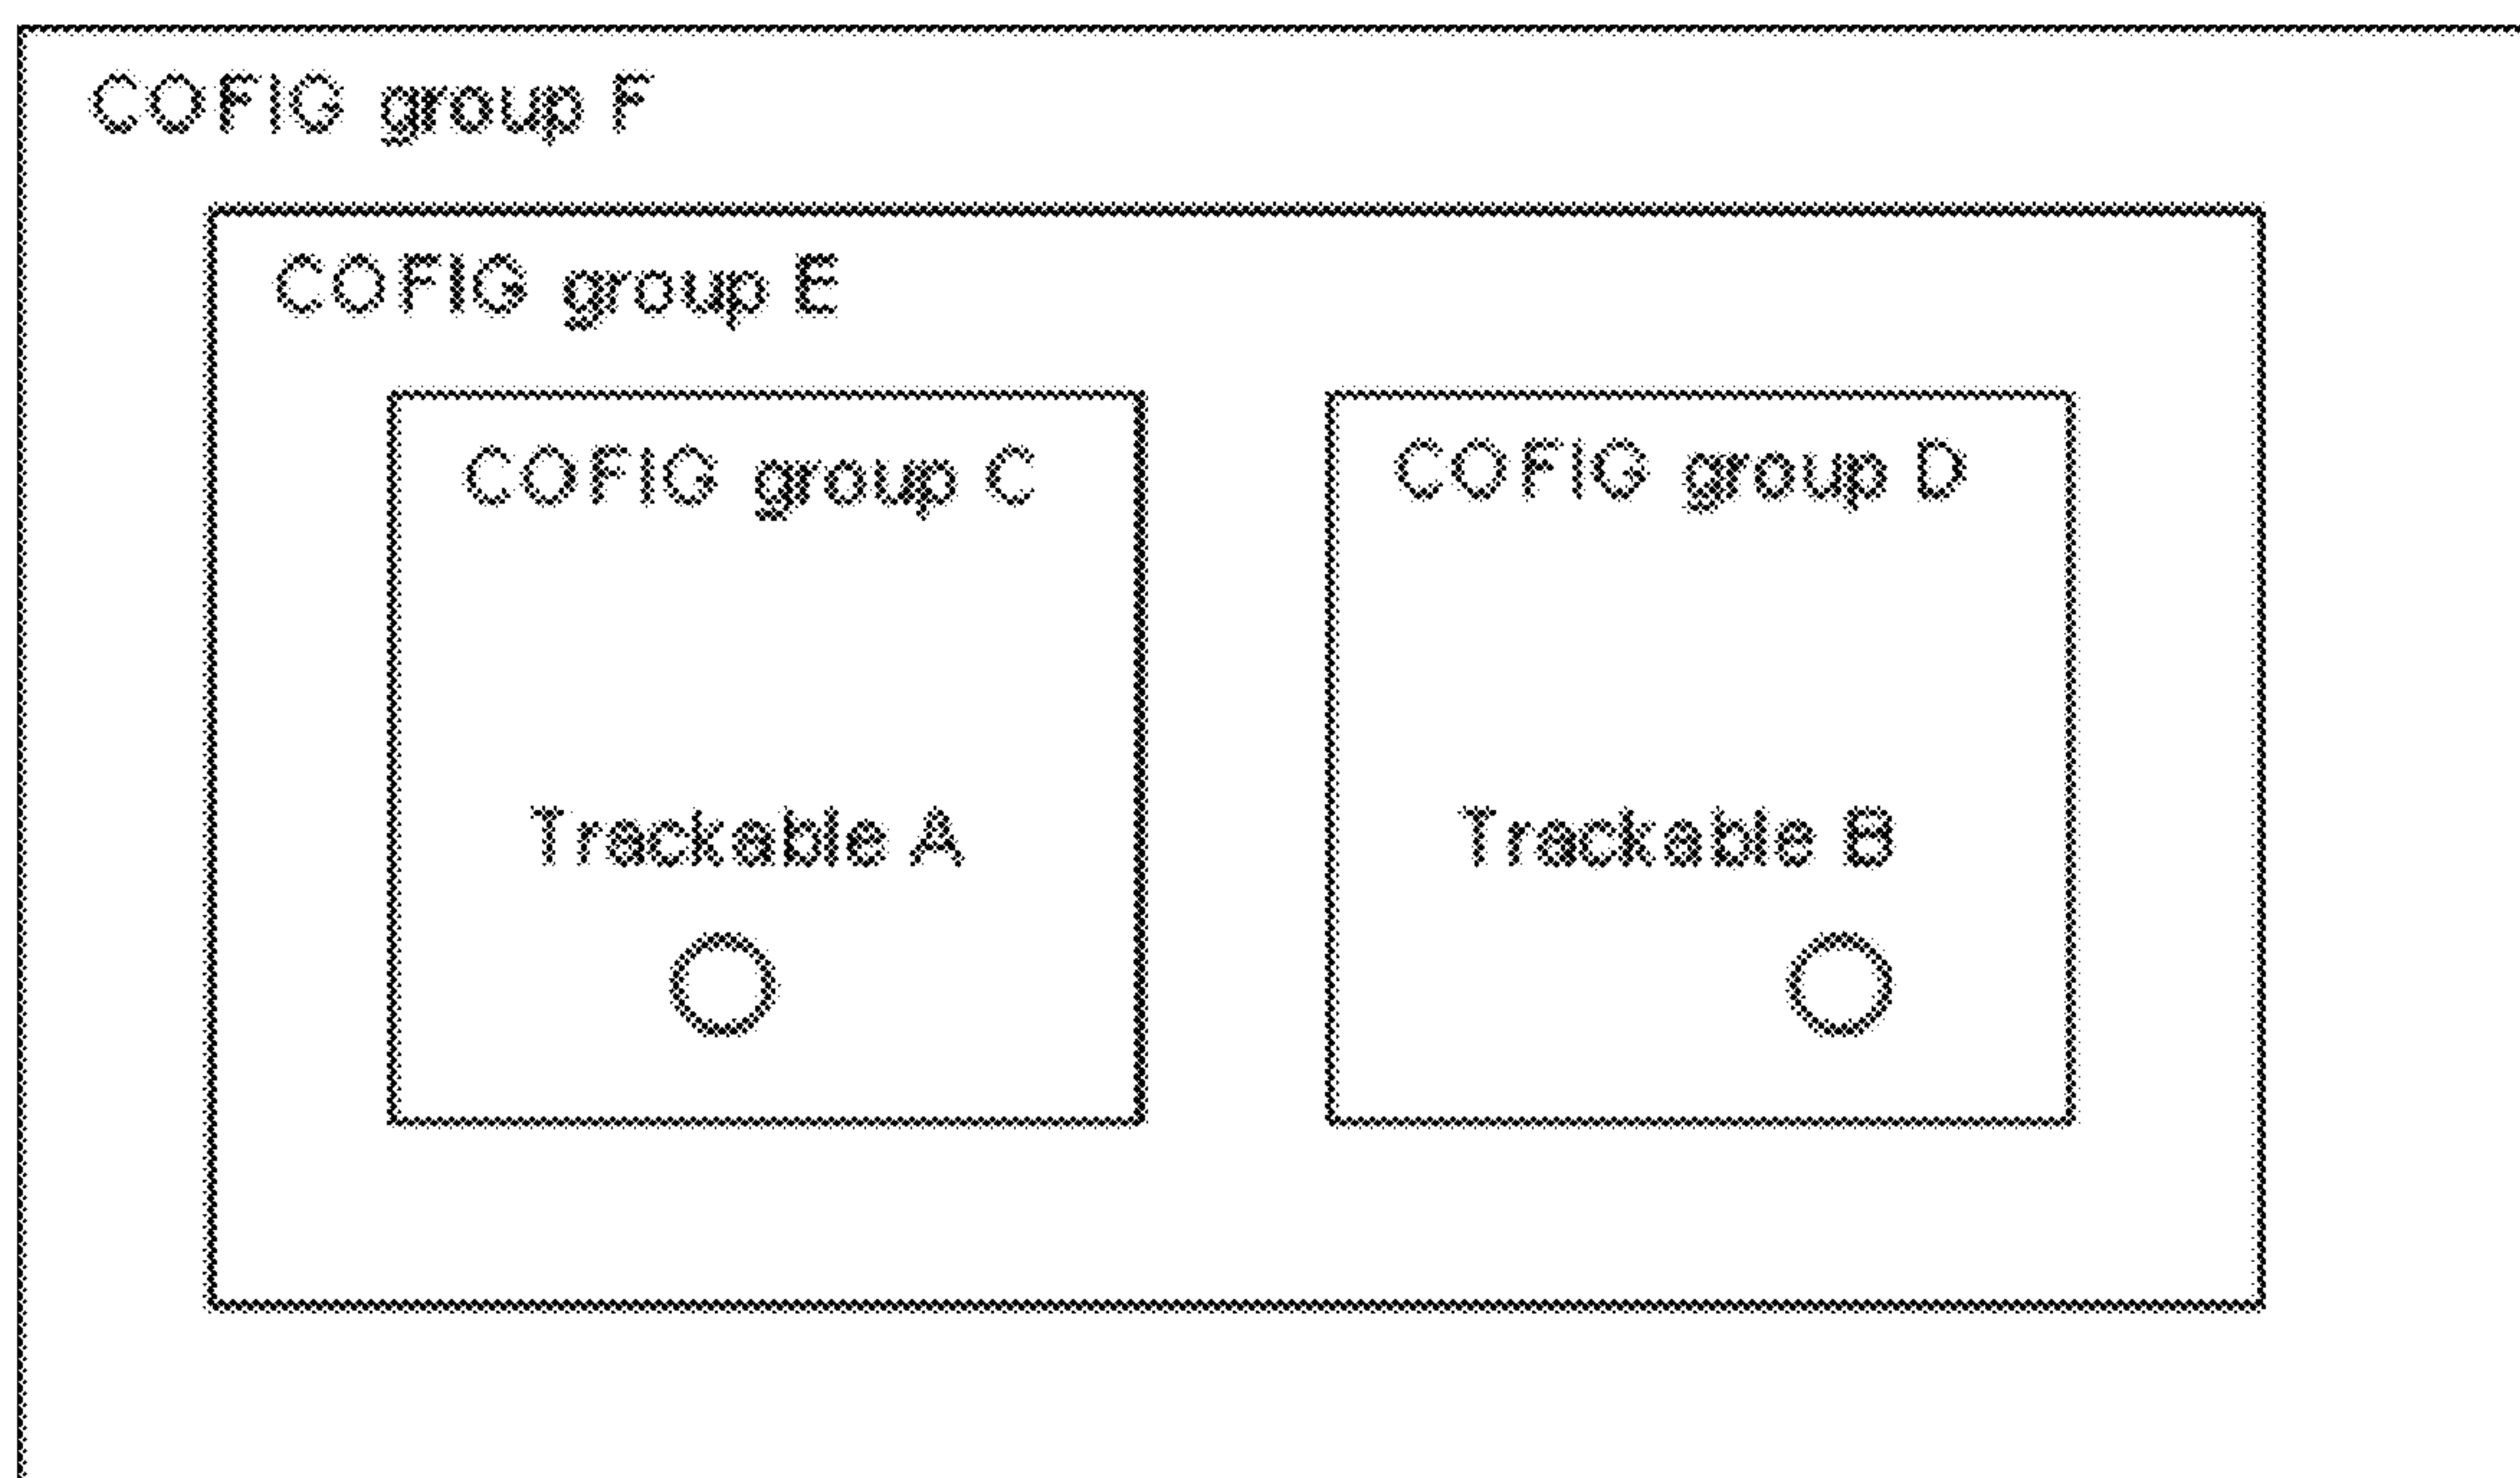 COFIG group F
COFIG group E
COFIG group C
COFIG group D
Trackable A
Trackable B